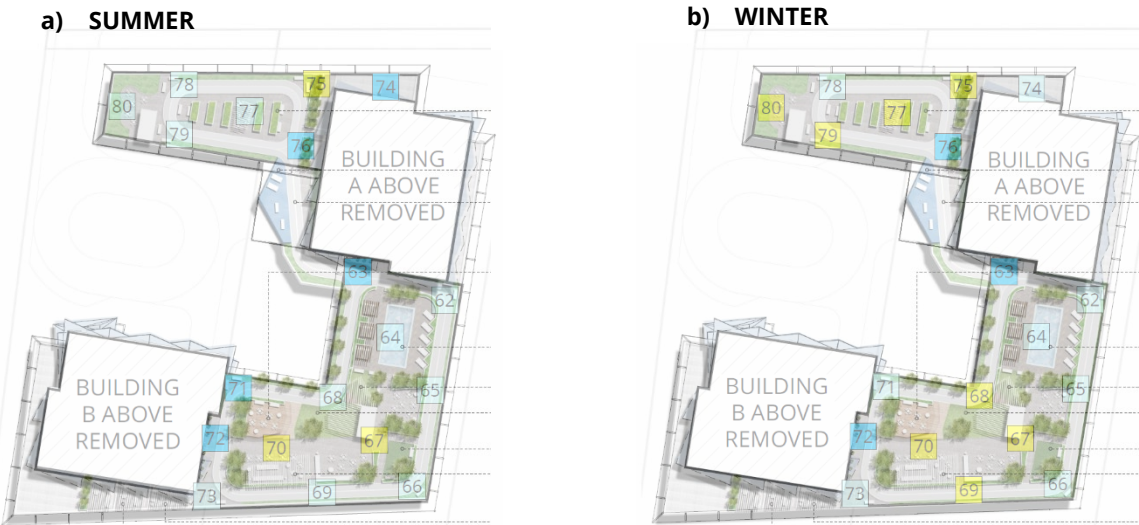 a) SUMMER
78
75
74
80
77
79
76
BUILDING
A ABOVE
REMOVED
63
62
64
71
68
65
BUILDING
B ABOVE
REMOVED
72
70
67
73
69
66
b) WINTER
78
75
74
80
77
79
76
BUILDING
A ABOVE
REMOVED
63
62
64
71
68
65
BUILDING
B ABOVE
REMOVED
72
70
67
73
69
66